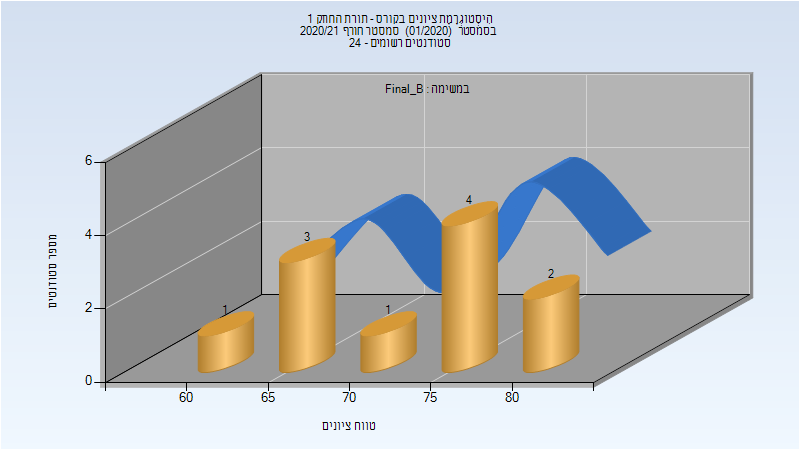 היסטוגרמת ציונים בקורס - תורת החוזק 1
בסמסטר (01/2020) סמסטר חורף 2020/21
סטודנטים רשומים - 24
במשימה : Final_B
6
4
2
0
מספר סטודנטים
1
3
1
4
2
60
65
70
75
80
טווח ציונים